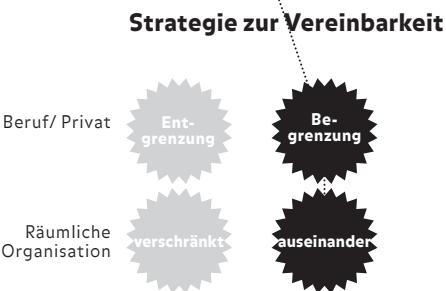 Strategie zur Vereinbarkeit
Beruf/ Privat
Ent-
grenzung
Be-
grenzung
Räumliche
Organisation
verschränkt
auseinander